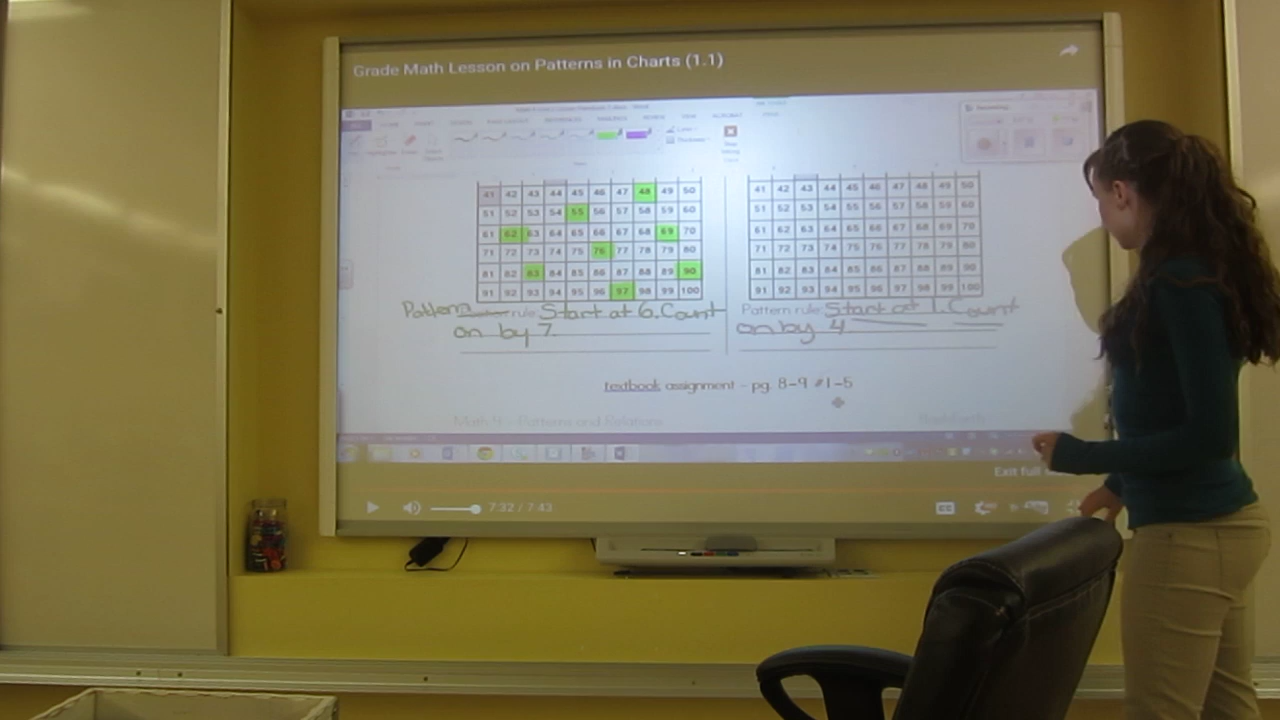 Grade Math Lesson on Patterns in Charts (1.1)
41 42 43 44 45 46 47 48 49 50
51 52 53 54 55 56 57 58 59 60
61 62 63 64 65 66 67 68 69 70
71 72 73 74 75 76 77 78 79 80
81 82 83 84 85 86 87 88 89 90
91 92 93 94 95 96 97 98 99 100
Pattern rule: Start at 6. Count
on by 7.
41 42 43 44 45 46 47 48 49 50
51 52 53 54 55 56 57 58 59 60
61 62 63 64 65 66 67 68 69 70
71 72 73 74 75 76 77 78 79 80
81 82 83 84 85 86 87 88 89 90
91 92 93 94 95 96 97 98 99 100
Pattern rule: Start at 1. Count
on by 4
textbook assignment - pg. 8-9 #1-5
Math 4 - Patterns and Relations
Exit full
7:32 / 7:43